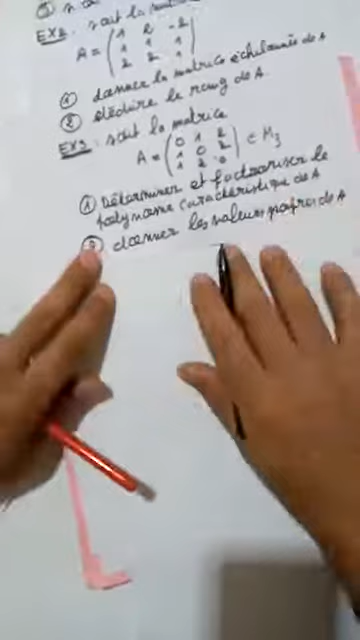 EX2: soit la
A = ( 1 2 -2
1 1 1
2 2 1 )
① donner la matrice échelonnée de A
② déduire le rang de A.
EX3: soit la matrice
A = ( 0 1 2
1 0 2
1 2 0 ) ∈ M3
① Déterminer et factoriser le
polynome caractéristique de A
② donner les valeurs propres de A